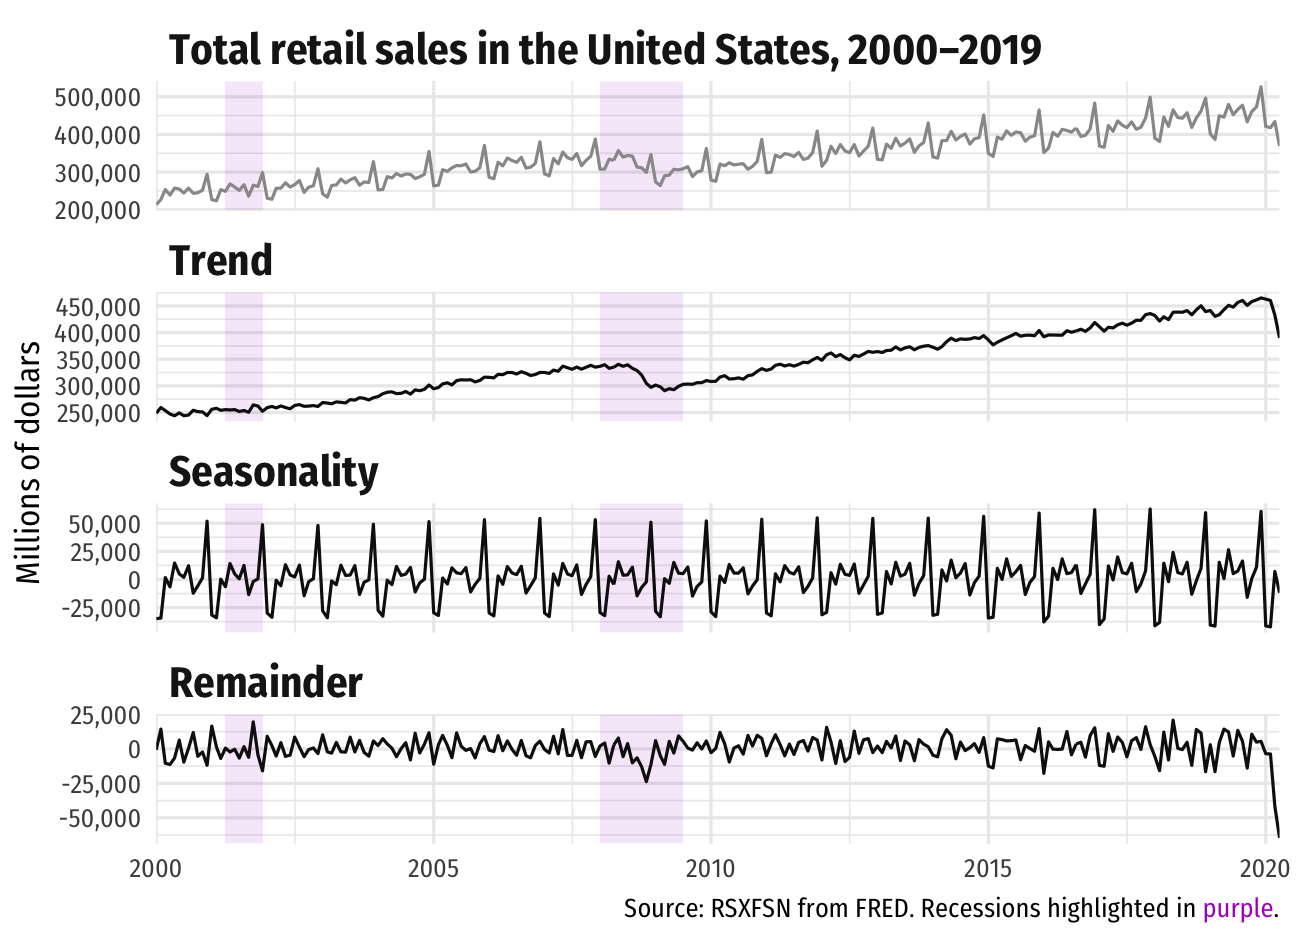 Total retail sales in the United States, 2000–2019
500,000
400,000
300,000
200,000
Trend
450,000
400,000
350,000
300,000
250,000
Millions of dollars
Seasonality
50,000
25,000
0
-25,000
Remainder
25,000
0
-25,000
-50,000
2000 2005 2010 2015 2020
Source: RSXFSN from FRED. Recessions highlighted in purple.